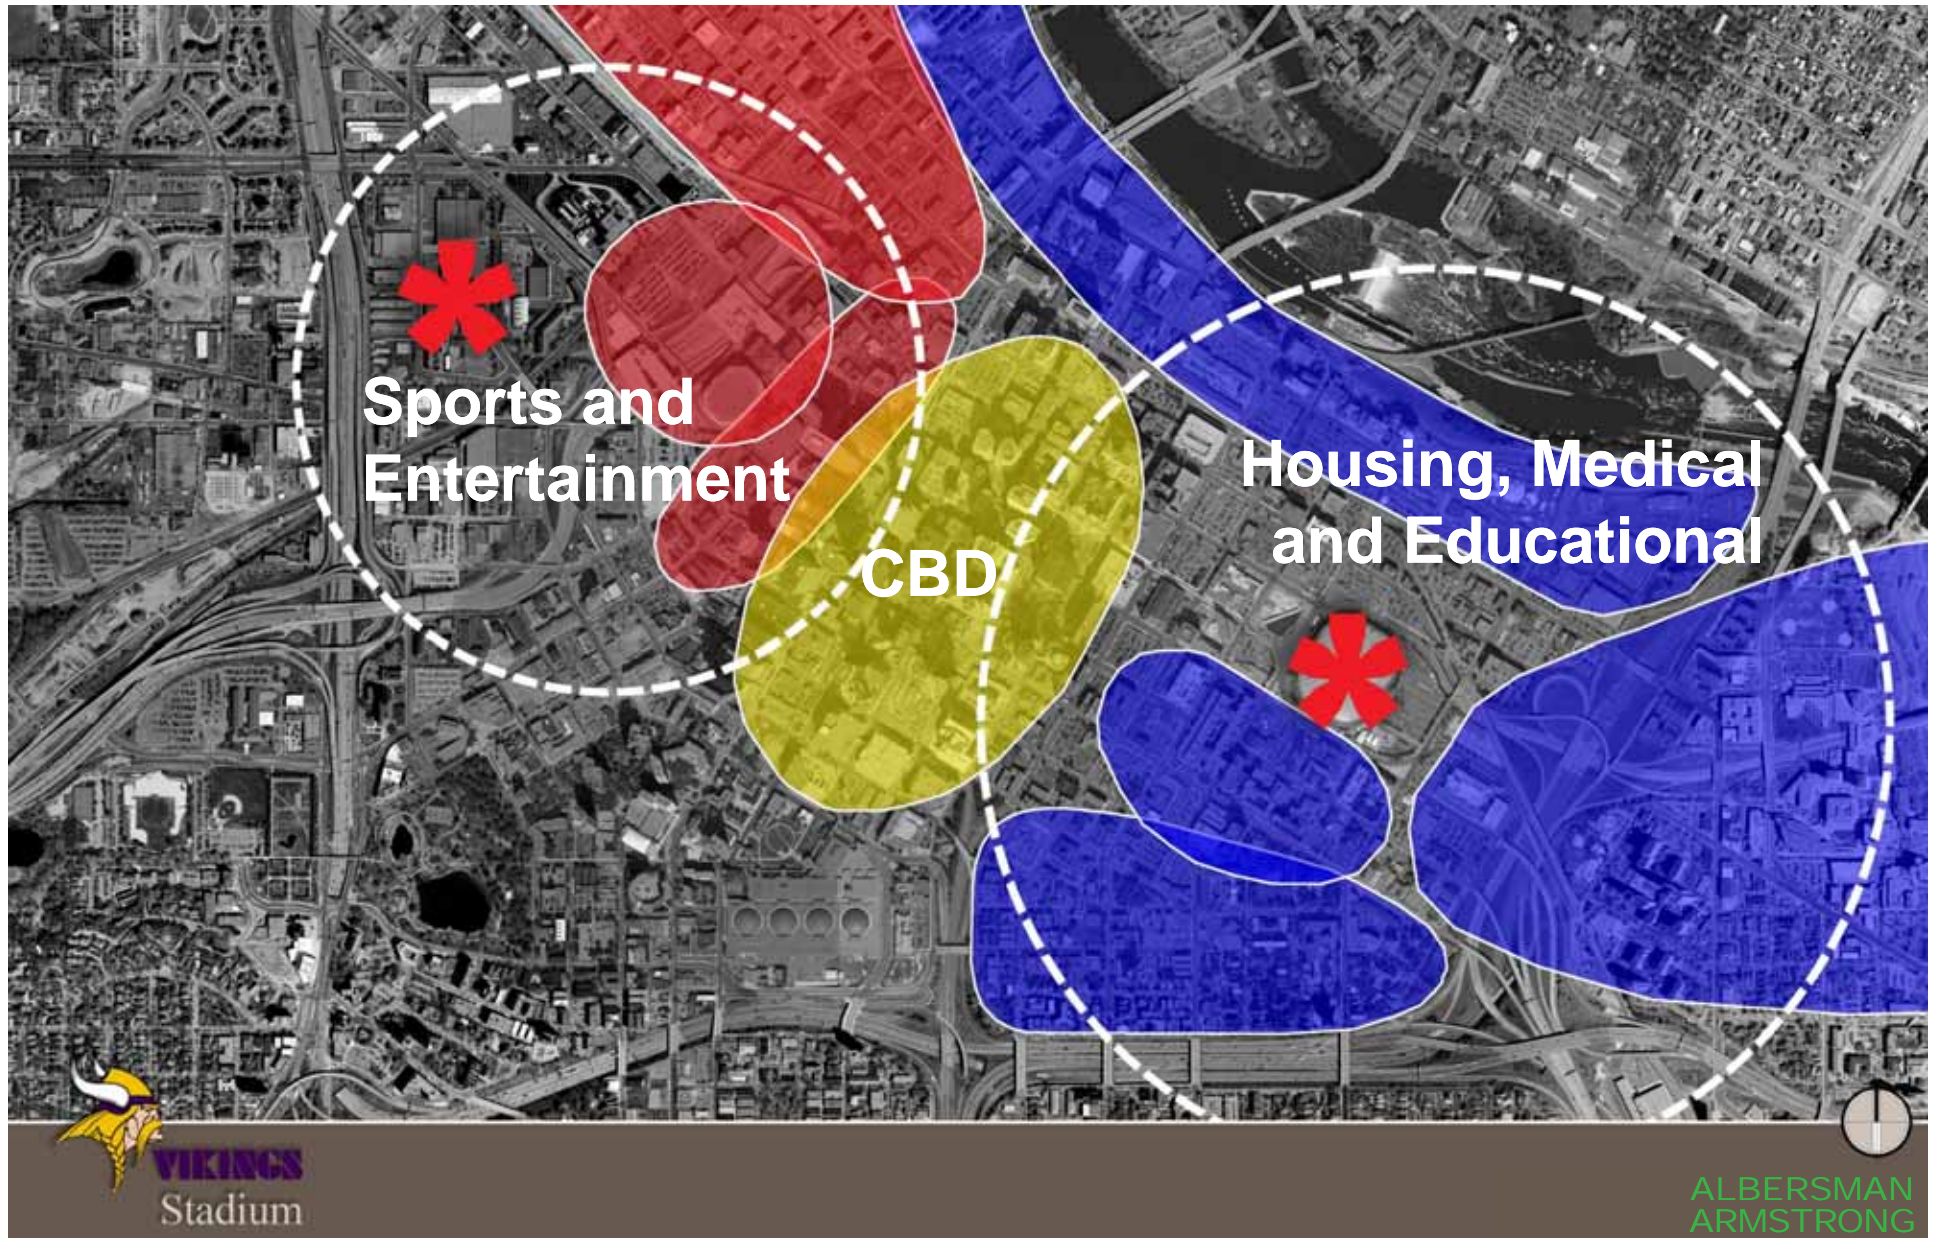 Sports and
Entertainment
CBD
Housing, Medical
and Educational
VIKINGS
Stadium
ALBERSMAN
ARMSTRONG